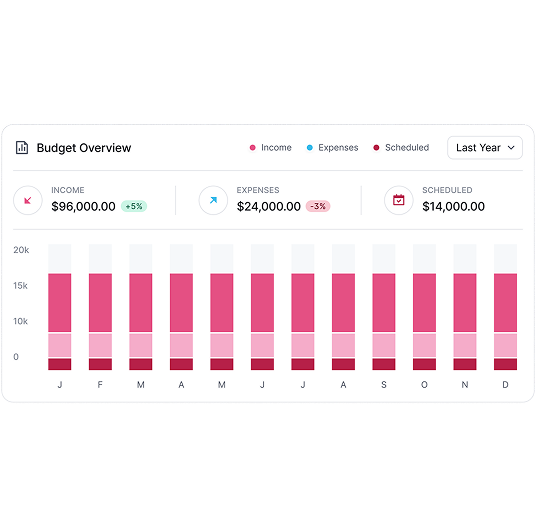 Budget Overview
Income
Expenses
Scheduled
Last Year
INCOME
$96,000.00 +5%
EXPENSES
$24,000.00 -3%
SCHEDULED
$14,000.00
20k
15k
10k
0
J F M A M J J A S O N D